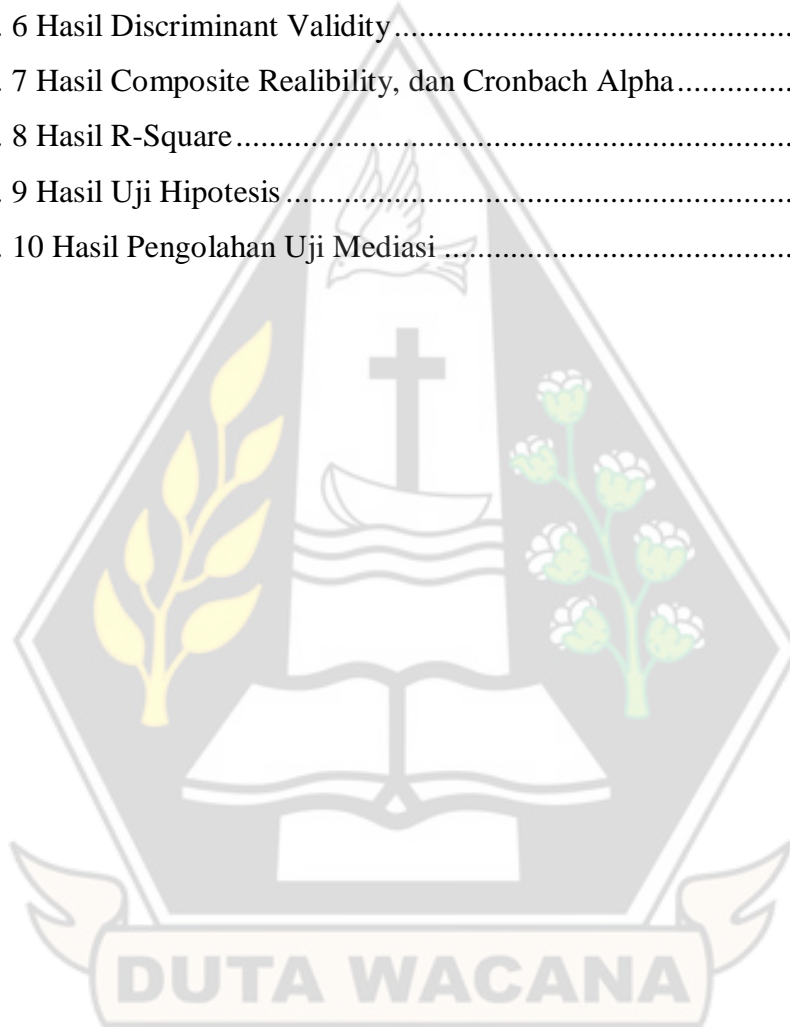 . 6 Hasil Discriminant Validity................................................
. 7 Hasil Composite Realibility, dan Cronbach Alpha..............
. 8 Hasil R-Square....................................................................
. 9 Hasil Uji Hipotesis..............................................................
. 10 Hasil Pengolahan Uji Mediasi ..........................................
DUTA WACANA